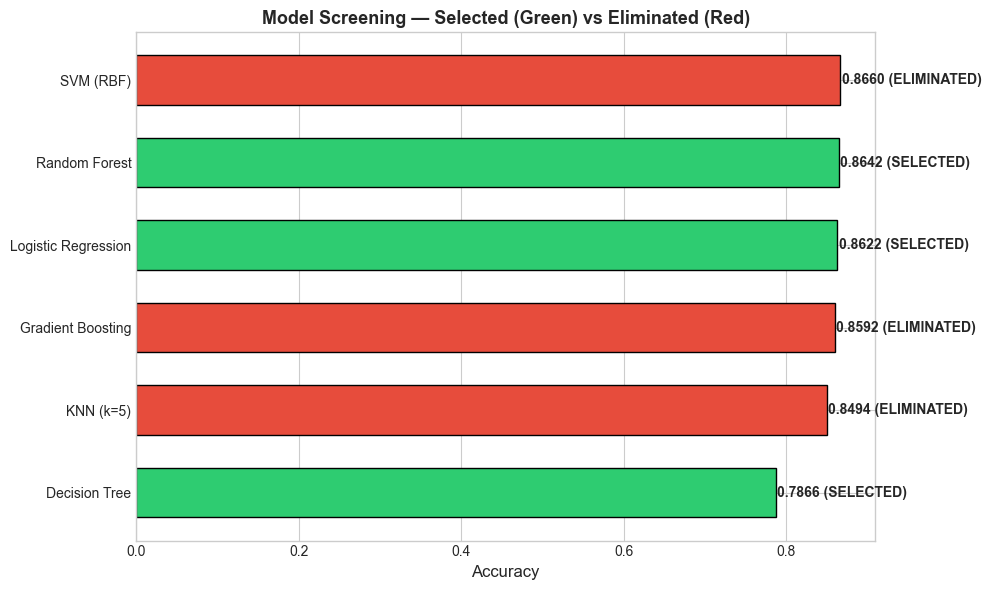 Model Screening — Selected (Green) vs Eliminated (Red)
SVM (RBF)
0.8660 (ELIMINATED)
Random Forest
0.8642 (SELECTED)
Logistic Regression
0.8622 (SELECTED)
Gradient Boosting
0.8592 (ELIMINATED)
KNN (k=5)
0.8494 (ELIMINATED)
Decision Tree
0.7866 (SELECTED)
0.0 0.2 0.4 0.6 0.8
Accuracy